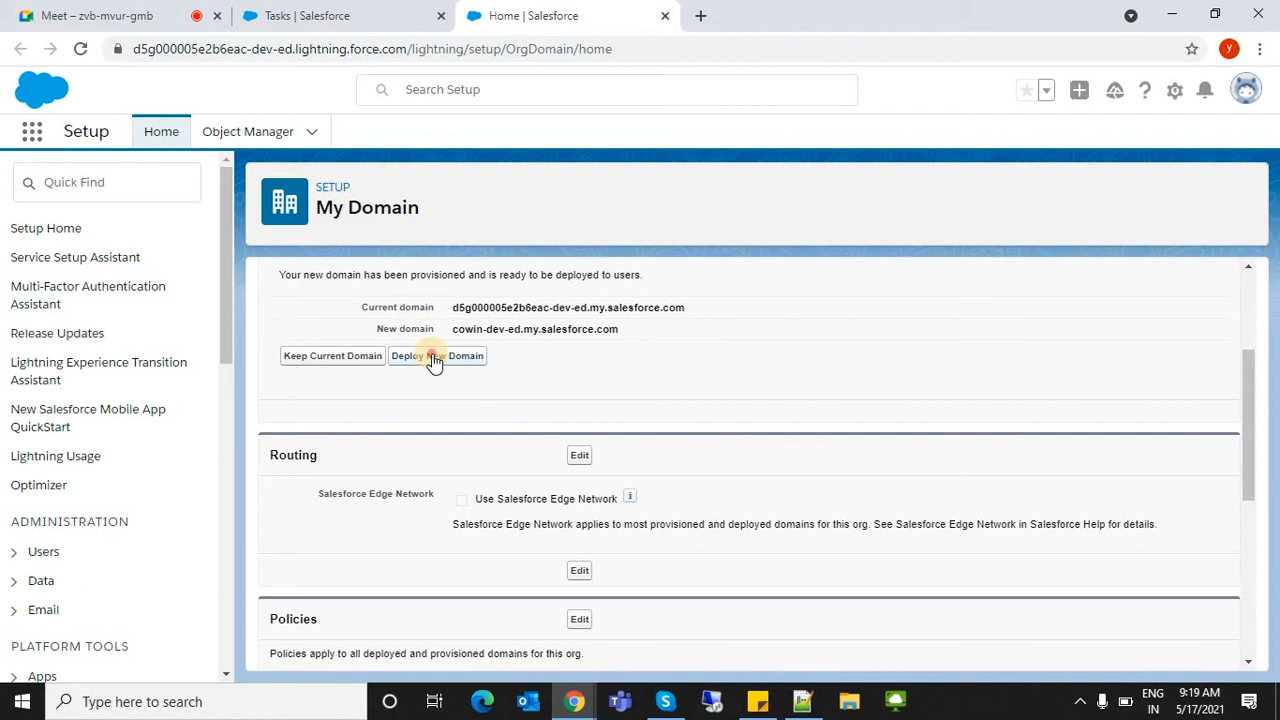 Meet – zvb-mvur-gmb
Tasks | Salesforce
Home | Salesforce
d5g000005e2b6eac-dev-ed.lightning.force.com/lightning/setup/OrgDomain/home
y
Search Setup
Setup
Home
Object Manager
Quick Find
Setup Home
Service Setup Assistant
Multi-Factor Authentication
Assistant
Release Updates
Lightning Experience Transition
Assistant
New Salesforce Mobile App
QuickStart
Lightning Usage
Optimizer
ADMINISTRATION
Users
Data
Email
PLATFORM TOOLS
Apps
SETUP
My Domain
Your new domain has been provisioned and is ready to be deployed to users.
Current domain d5g000005e2b6eac-dev-ed.my.salesforce.com
New domain cowin-dev-ed.my.salesforce.com
Keep Current Domain Deploy New Domain
Routing Edit
Salesforce Edge Network Use Salesforce Edge Network i
Salesforce Edge Network applies to most provisioned and deployed domains for this org. See Salesforce Edge Network in Salesforce Help for details.
Edit
Policies Edit
Policies apply to all deployed and provisioned domains for this org.
Type here to search
ENG
IN
9:19 AM
5/17/2021